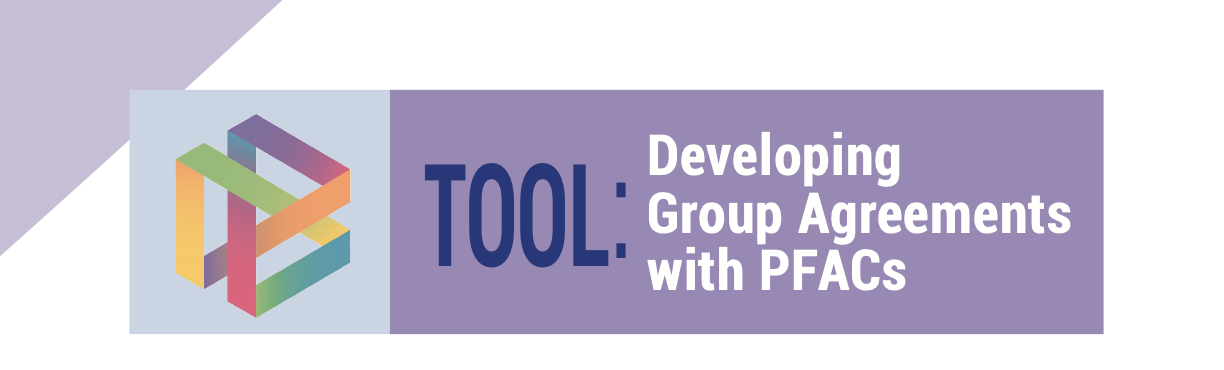 TOOL:
Developing
Group Agreements
with PFACs